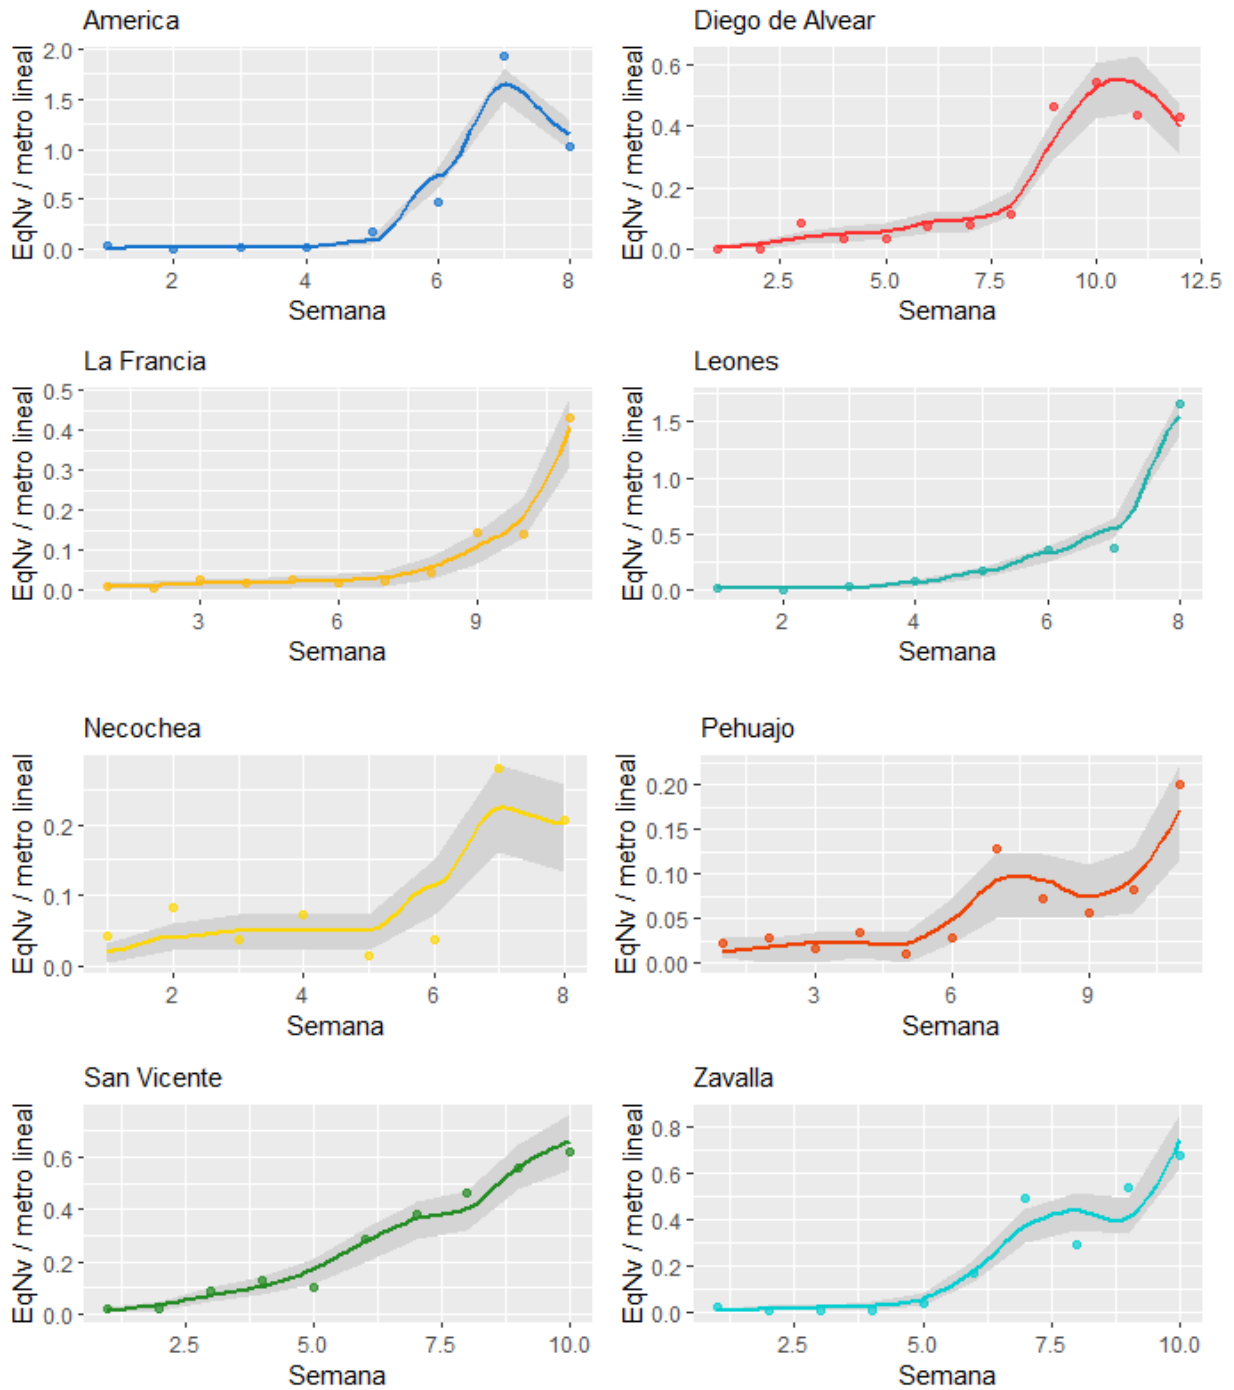 America
EqNv / metro lineal
2.0
1.5
1.0
0.5
0.0
2 4 6 8
Semana
Diego de Alvear
EqNv / metro lineal
0.6
0.4
0.2
0.0
2.5 5.0 7.5 10.0 12.5
Semana
La Francia
EqNv / metro lineal
0.5
0.4
0.3
0.2
0.1
0.0
3 6 9
Semana
Leones
EqNv / metro lineal
1.5
1.0
0.5
0.0
2 4 6 8
Semana
Necochea
EqNv / metro lineal
0.2
0.1
0.0
2 4 6 8
Semana
Pehuajo
EqNv / metro lineal
0.20
0.15
0.10
0.05
0.00
3 6 9
Semana
San Vicente
EqNv / metro lineal
0.6
0.4
0.2
0.0
2.5 5.0 7.5 10.0
Semana
Zavalla
EqNv / metro lineal
0.8
0.6
0.4
0.2
0.0
2.5 5.0 7.5 10.0
Semana